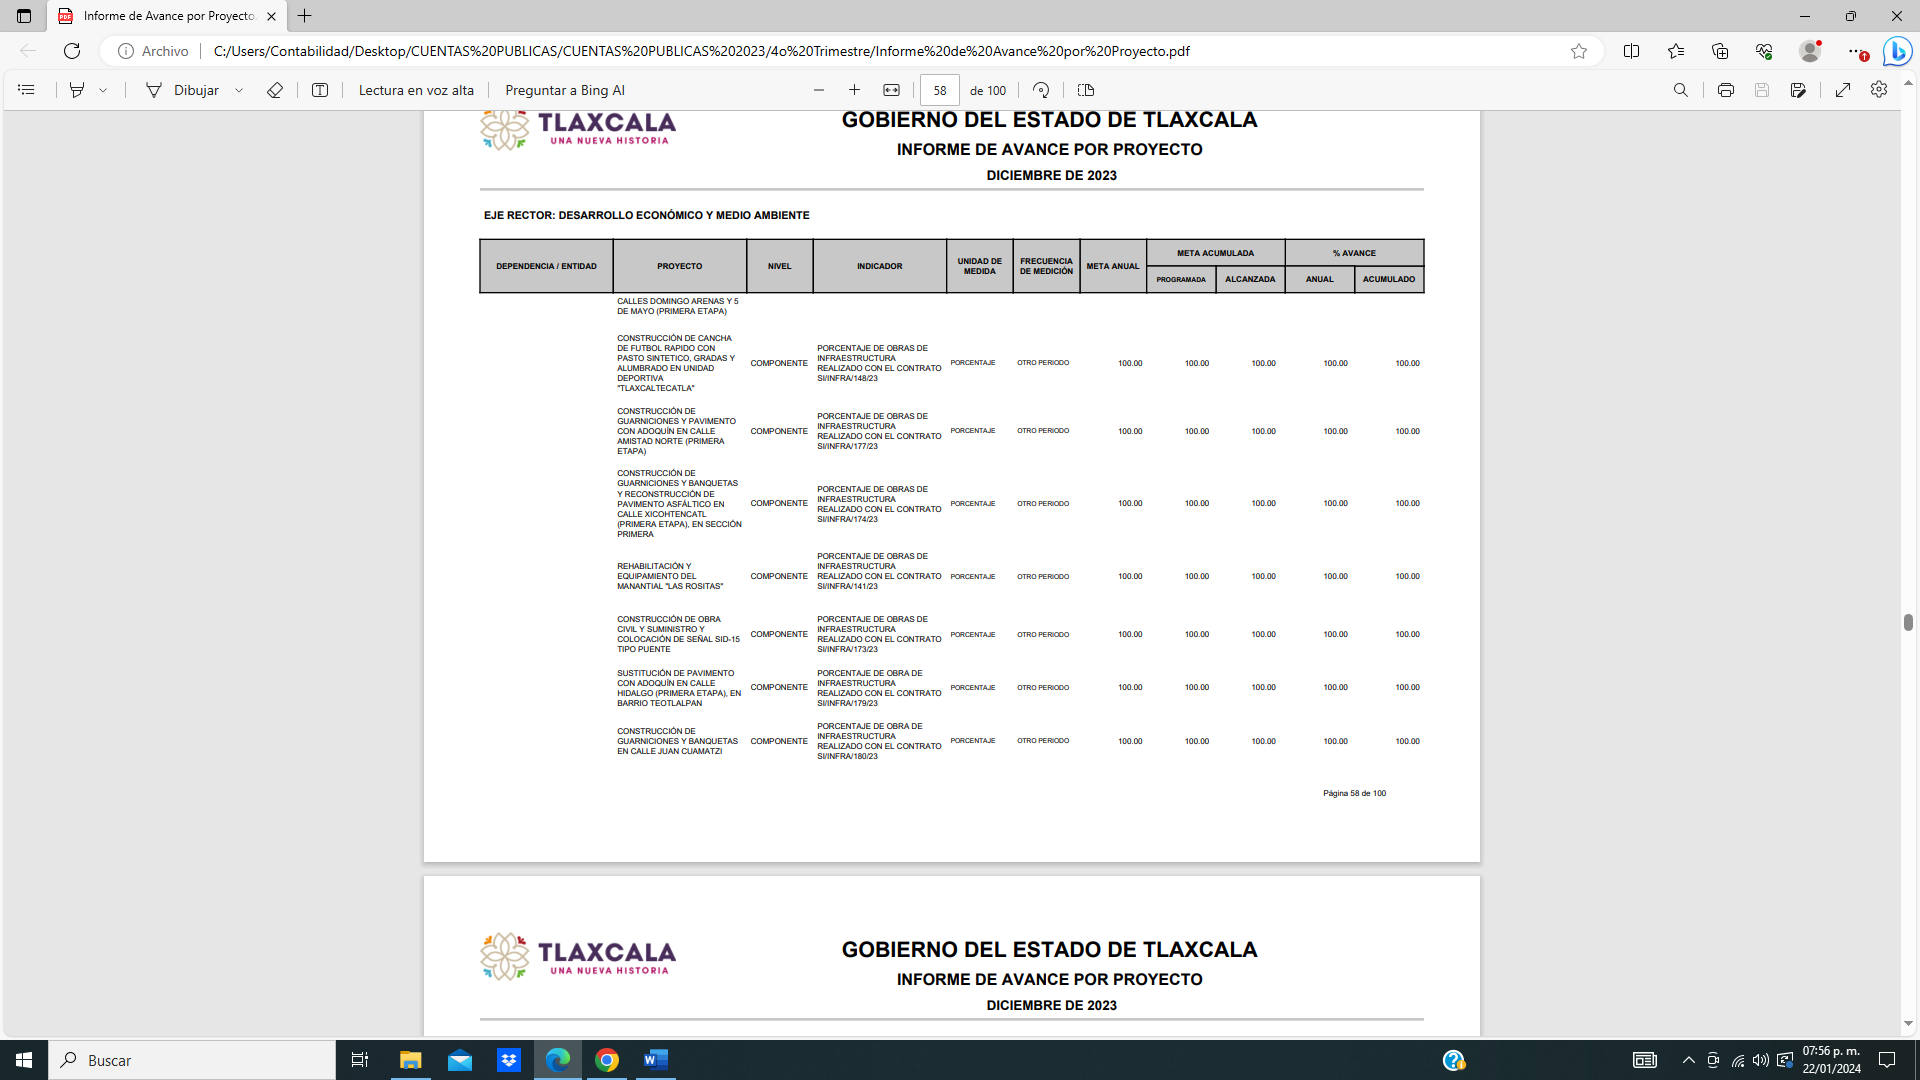 Informe de Avance por Proyecto.
Archivo
C:/Users/Contabilidad/Desktop/CUENTAS%20PUBLICAS/CUENTAS%20PUBLICAS%202023/4o%20Trimestre/Informe%20de%20Avance%20por%20Proyecto.pdf
Dibujar
Lectura en voz alta
Preguntar a Bing AI
58 de 100
TLAXCALA
UNA NUEVA HISTORIA
GOBIERNO DEL ESTADO DE TLAXCALA
INFORME DE AVANCE POR PROYECTO
DICIEMBRE DE 2023
EJE RECTOR: DESARROLLO ECONÓMICO Y MEDIO AMBIENTE
DEPENDENCIA / ENTIDAD
PROYECTO
NIVEL
INDICADOR
UNIDAD DE
MEDIDA
FRECUENCIA
DE MEDICIÓN
META ANUAL
META ACUMULADA
PROGRAMADA
ALCANZADA
% AVANCE
ANUAL
ACUMULADO
CALLES DOMINGO ARENAS Y 5
DE MAYO (PRIMERA ETAPA)
CONSTRUCCIÓN DE CANCHA
DE FUTBOL RAPIDO CON
PASTO SINTETICO, GRADAS Y
ALUMBRADO EN UNIDAD
DEPORTIVA
"TLAXCALTECATLA"
COMPONENTE
PORCENTAJE DE OBRAS DE
INFRAESTRUCTURA
REALIZADO CON EL CONTRATO
SI/INFRA/148/23
PORCENTAJE
OTRO PERIODO
100.00
100.00
100.00
100.00
100.00
CONSTRUCCIÓN DE
GUARNICIONES Y PAVIMENTO
CON ADOQUÍN EN CALLE
AMISTAD NORTE (PRIMERA
ETAPA)
COMPONENTE
PORCENTAJE DE OBRAS DE
INFRAESTRUCTURA
REALIZADO CON EL CONTRATO
SI/INFRA/177/23
PORCENTAJE
OTRO PERIODO
100.00
100.00
100.00
100.00
100.00
CONSTRUCCIÓN DE
GUARNICIONES Y BANQUETAS
Y RECONSTRUCCIÓN DE
PAVIMENTO ASFÁLTICO EN
CALLE XICOHTENCATL
(PRIMERA ETAPA), EN SECCIÓN
PRIMERA
COMPONENTE
PORCENTAJE DE OBRAS DE
INFRAESTRUCTURA
REALIZADO CON EL CONTRATO
SI/INFRA/174/23
PORCENTAJE
OTRO PERIODO
100.00
100.00
100.00
100.00
100.00
REHABILITACIÓN Y
EQUIPAMIENTO DEL
MANANTIAL "LAS ROSITAS"
COMPONENTE
PORCENTAJE DE OBRAS DE
INFRAESTRUCTURA
REALIZADO CON EL CONTRATO
SI/INFRA/141/23
PORCENTAJE
OTRO PERIODO
100.00
100.00
100.00
100.00
100.00
CONSTRUCCIÓN DE OBRA
CIVIL Y SUMINISTRO Y
COLOCACIÓN DE SEÑAL SID-15
TIPO PUENTE
COMPONENTE
PORCENTAJE DE OBRAS DE
INFRAESTRUCTURA
REALIZADO CON EL CONTRATO
SI/INFRA/173/23
PORCENTAJE
OTRO PERIODO
100.00
100.00
100.00
100.00
100.00
SUSTITUCIÓN DE PAVIMENTO
CON ADOQUÍN EN CALLE
HIDALGO (PRIMERA ETAPA), EN
BARRIO TEOTLALPAN
COMPONENTE
PORCENTAJE DE OBRA DE
INFRAESTRUCTURA
REALIZADO CON EL CONTRATO
SI/INFRA/179/23
PORCENTAJE
OTRO PERIODO
100.00
100.00
100.00
100.00
100.00
CONSTRUCCIÓN DE
GUARNICIONES Y BANQUETAS
EN CALLE JUAN CUAMATZI
COMPONENTE
PORCENTAJE DE OBRA DE
INFRAESTRUCTURA
REALIZADO CON EL CONTRATO
SI/INFRA/180/23
PORCENTAJE
OTRO PERIODO
100.00
100.00
100.00
100.00
100.00
Página 58 de 100
TLAXCALA
UNA NUEVA HISTORIA
GOBIERNO DEL ESTADO DE TLAXCALA
INFORME DE AVANCE POR PROYECTO
DICIEMBRE DE 2023
Buscar
07:56 p. m.
22/01/2024